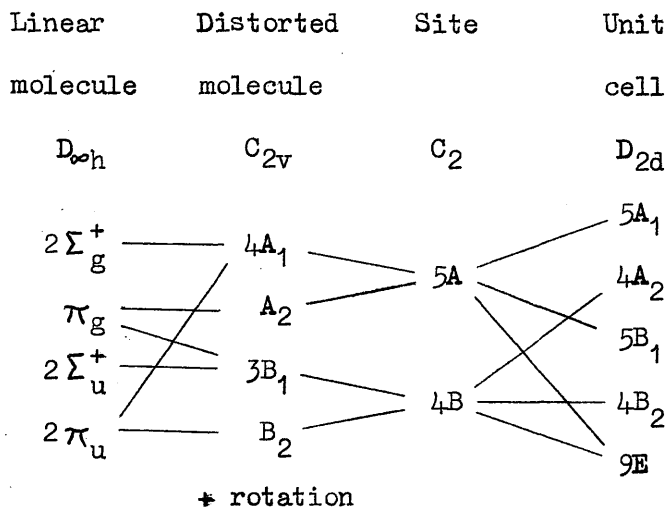 Linear Distorted Site Unit
molecule molecule cell
D∞h C2v C2 D2d
5A1
2Σg+ 4A1
5A 4A2
πg A2
5B1
2Σu+ 3B1
4B 4B2
2πu B2
9E
+ rotation